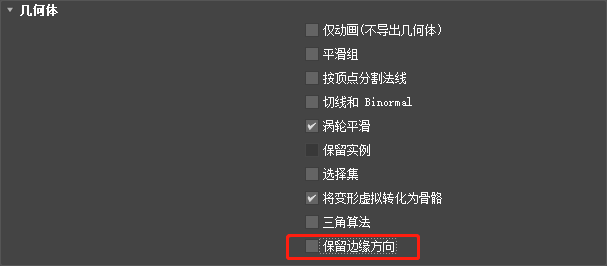 几何体
仅动画(不导出几何体)
平滑组
按顶点分割法线
切线和 Binormal
涡轮平滑
保留实例
选择集
将变形虚拟转化为骨骼
三角算法
保留边缘方向